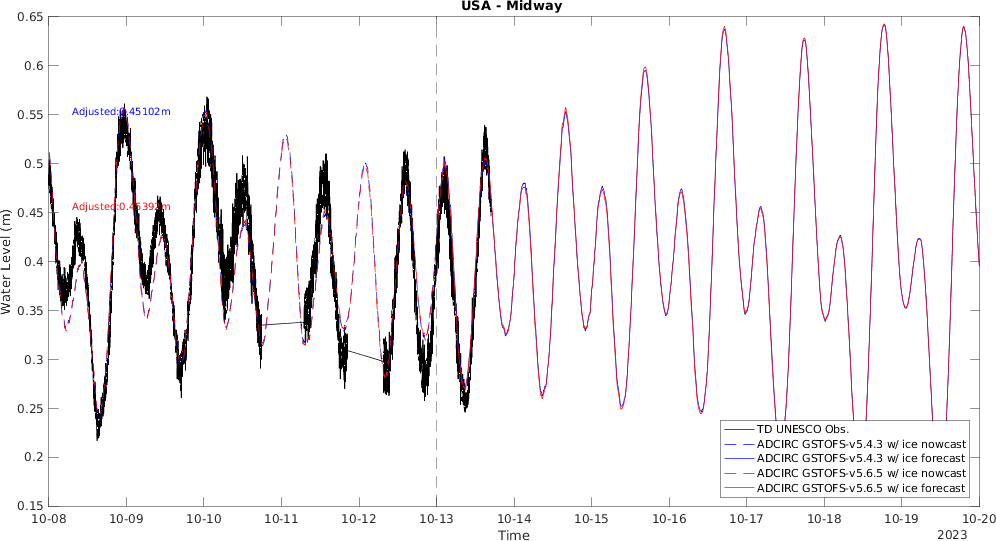 USA - Midway
0.65
0.6
0.55
0.5
0.45
0.4
0.35
0.3
0.25
0.2
0.15
Water Level (m)
Adjusted:0.45102m
Adjusted:0.45392m
TD UNESCO Obs.
ADCIRC GSTOFS-v5.4.3 w/ ice nowcast
ADCIRC GSTOFS-v5.4.3 w/ ice forecast
ADCIRC GSTOFS-v5.6.5 w/ ice nowcast
ADCIRC GSTOFS-v5.6.5 w/ ice forecast
10-08 10-09 10-10 10-11 10-12 10-13 10-14 10-15 10-16 10-17 10-18 10-19 10-20
Time
2023